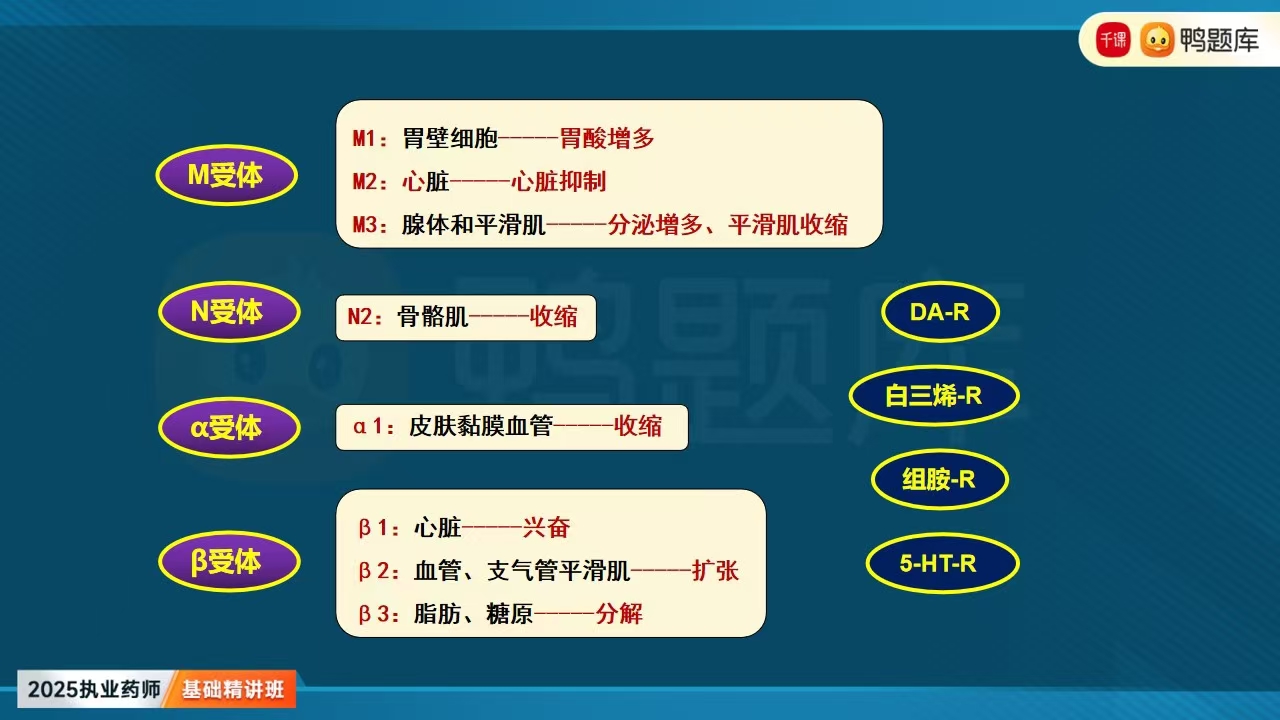 千课 鸭题库
M受体
M1：胃壁细胞-----胃酸增多
M2：心脏-----心脏抑制
M3：腺体和平滑肌-----分泌增多、平滑肌收缩
N受体
N2：骨骼肌-----收缩
α受体
α1：皮肤黏膜血管-----收缩
β受体
β1：心脏-----兴奋
β2：血管、支气管平滑肌-----扩张
β3：脂肪、糖原-----分解
DA-R
白三烯-R
组胺-R
5-HT-R
鸭题库
2025执业药师 基础精讲班